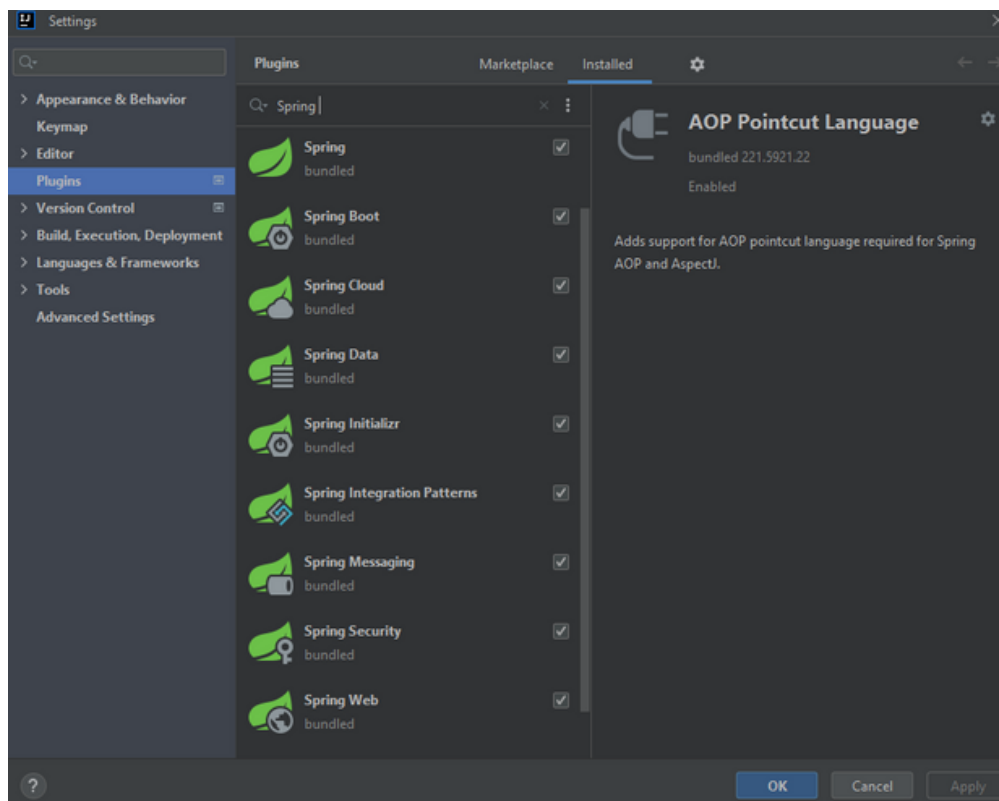 Settings
Plugins
Marketplace
Installed
Appearance & Behavior
Keymap
Editor
Plugins
Version Control
Build, Execution, Deployment
Languages & Frameworks
Tools
Advanced Settings
Spring
Spring
bundled
Spring Boot
bundled
Spring Cloud
bundled
Spring Data
bundled
Spring Initializr
bundled
Spring Integration Patterns
bundled
Spring Messaging
bundled
Spring Security
bundled
Spring Web
bundled
AOP Pointcut Language
bundled 221.5921.22
Enabled
Adds support for AOP pointcut language required for Spring
AOP and AspectJ.
?
OK
Cancel
Apply